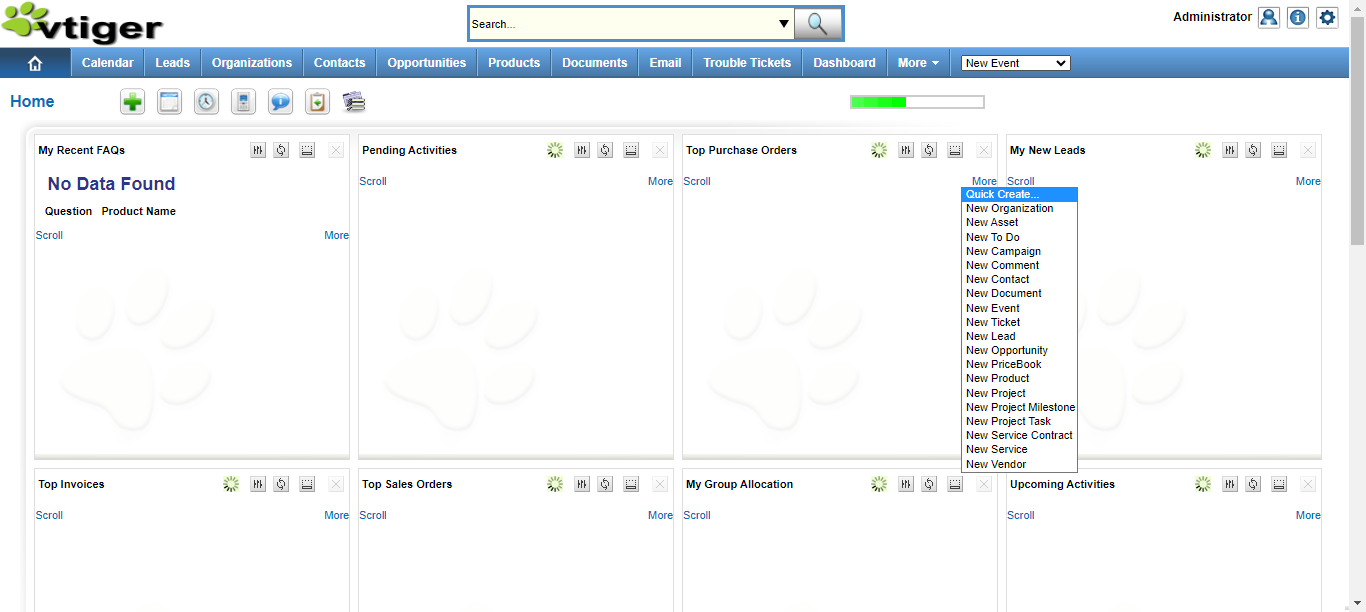 vtiger
Search...
Administrator
Calendar Leads Organizations Contacts Opportunities Products Documents Email Trouble Tickets Dashboard More New Event
Home
My Recent FAQs
No Data Found
Question Product Name
Scroll More
Pending Activities
Scroll More
Top Purchase Orders
Scroll More
My New Leads
Scroll More
Quick Create...
New Organization
New Asset
New To Do
New Campaign
New Comment
New Contact
New Document
New Event
New Ticket
New Lead
New Opportunity
New PriceBook
New Product
New Project
New Project Milestone
New Project Task
New Service Contract
New Service
New Vendor
Top Invoices
Scroll More
Top Sales Orders
Scroll More
My Group Allocation
Scroll
Upcoming Activities
Scroll More